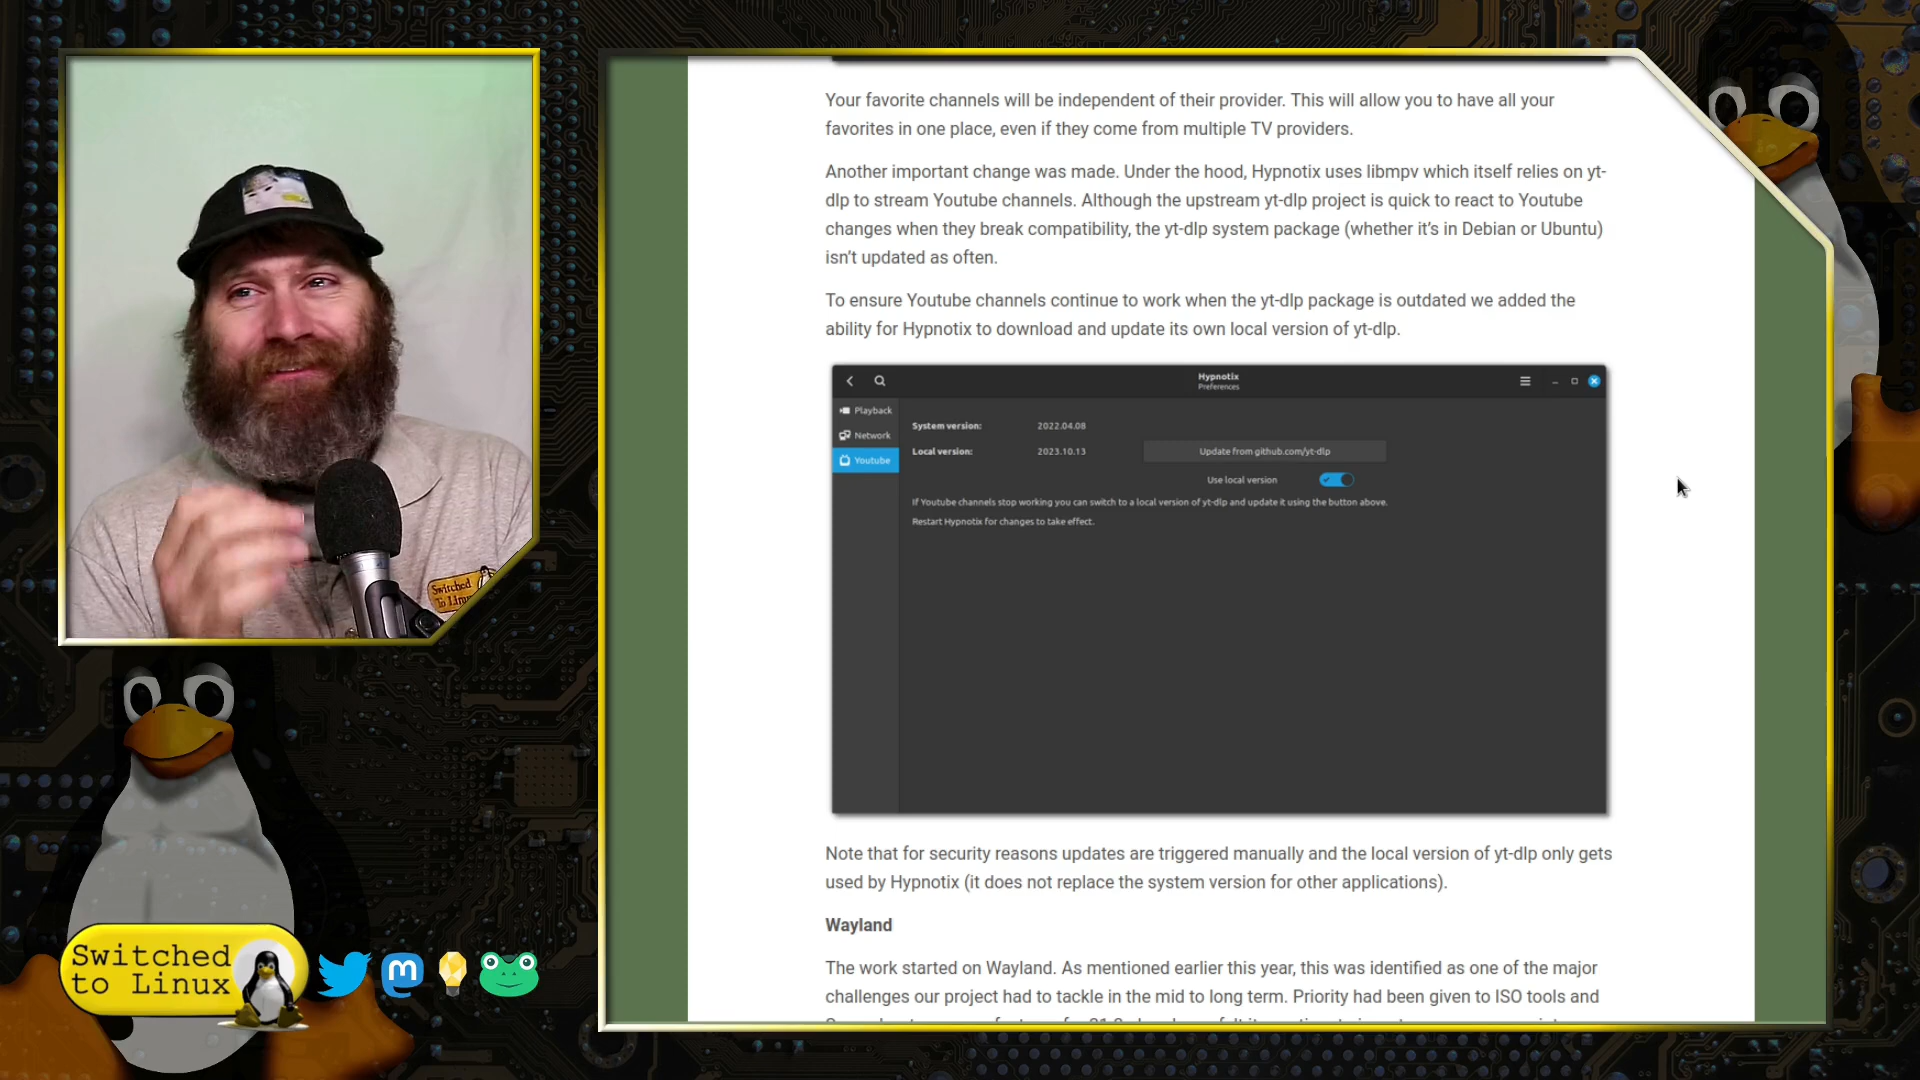 Your favorite channels will be independent of their provider. This will allow you to have all your
favorites in one place, even if they come from multiple TV providers.
Another important change was made. Under the hood, Hypnotix uses libmpv which itself relies on yt-
dlp to stream Youtube channels. Although the upstream yt-dlp project is quick to react to Youtube
changes when they break compatibility, the yt-dlp system package (whether it's in Debian or Ubuntu)
isn't updated as often.
To ensure Youtube channels continue to work when the yt-dlp package is outdated we added the
ability for Hypnotix to download and update its own local version of yt-dlp.
Hypnotix
Preferences
Playback
Network
Youtube
System version: 2022.04.08
Local version: 2023.10.13 Update from github.com/yt-dlp
Use local version
If Youtube channels stop working you can switch to a local version of yt-dlp and update it using the button above.
Restart Hypnotix for changes to take effect.
Note that for security reasons updates are triggered manually and the local version of yt-dlp only gets
used by Hypnotix (it does not replace the system version for other applications).
Wayland
The work started on Wayland. As mentioned earlier this year, this was identified as one of the major
challenges our project had to tackle in the mid to long term. Priority had been given to ISO tools and
Switched
To Linux
Switched
to Linux
m